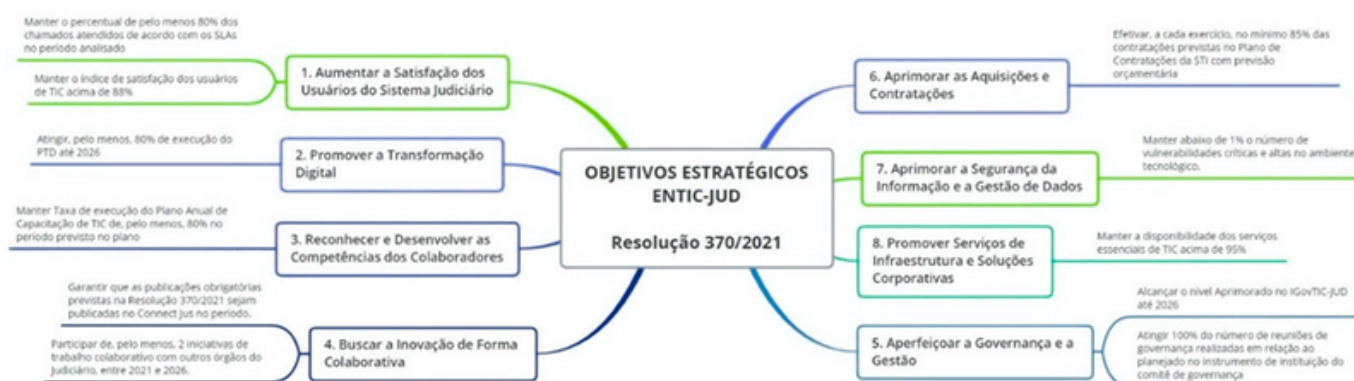 OBJETIVOS ESTRATÉGICOS
ENTIC-JUD
Resolução 370/2021
1. Aumentar a Satisfação dos
Usuários do Sistema Judiciário
Manter o percentual de pelo menos 80% dos
chamados atendidos de acordo com os SLAs
no período analisado
Manter o índice de satisfação dos usuários
de TIC acima de 88%
2. Promover a Transformação
Digital
Atingir, pelo menos, 80% de execução do
PTD até 2026
3. Reconhecer e Desenvolver as
Competências dos Colaboradores
Manter Taxa de execução do Plano Anual de
Capacitação de TIC de, pelo menos, 80% no
período previsto no plano
4. Buscar a Inovação de Forma
Colaborativa
Garantir que as publicações obrigatórias
previstas na Resolução 370/2021 sejam
publicadas no Connect Jus no período.
Participar de, pelo menos, 2 iniciativas de
trabalho colaborativo com outros órgãos do
Judiciário, entre 2021 e 2026.
6. Aprimorar as Aquisições e
Contratações
Efetivar, a cada exercício, no mínimo 85% das
contratações previstas no Plano de
Contratações da STI com previsão
orçamentária
7. Aprimorar a Segurança da
Informação e a Gestão de Dados
Manter abaixo de 1% o número de
vulnerabilidades críticas e altas no ambiente
tecnológico.
8. Promover Serviços de
Infraestrutura e Soluções
Corporativas
Manter a disponibilidade dos serviços
essenciais de TIC acima de 95%
5. Aperfeiçoar a Governança e a
Gestão
Alcançar o nível Aprimorado no IGovTIC-JUD
até 2026
Atingir 100% do número de reuniões de
governança realizadas em relação ao
planejado no instrumento de instituição do
comitê de governança